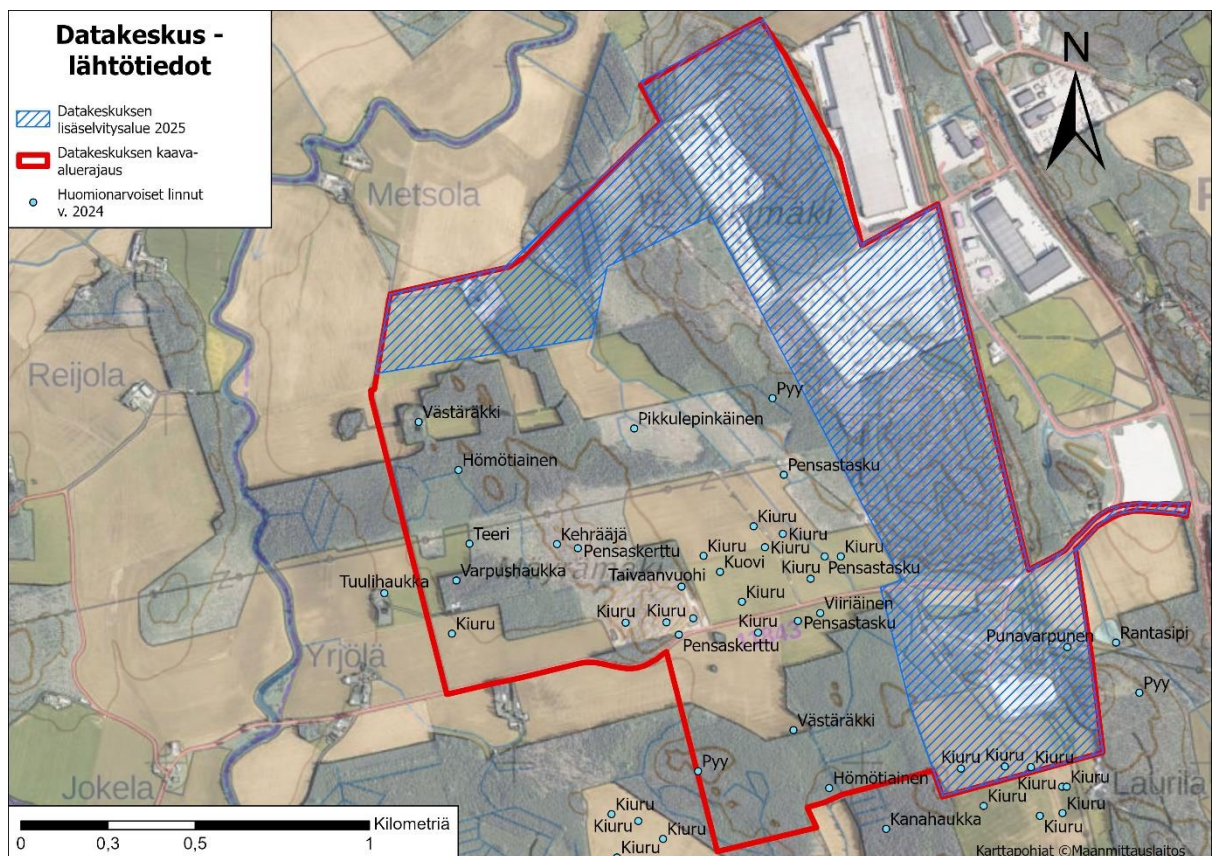 Datakeskus -
lähtötiedot
Datakeskuksen
lisäselvitysalue 2025
Datakeskuksen kaava-
aluerajaus
Huomionarvoiset linnut
v. 2024
N
Metsola
Reijola
Pyy
Västäräkki
Pikkulepinkäinen
Hömötiainen
Pensastasku
Kiuru
Kiuru
Teeri
Kehrääjä
Pensaskerttu
Kiuru
Kiuru
Kiuru
Kuovi
Pensastasku
Varpushaukka
Taivaanvuohi
Kiuru
Tuulihaukka
Kiuru
Viiriäinen
Kiuru
Kiuru
Kiuru
Kiuru
Pensastasku
Pensaskerttu
Punavarpunen
Rantasipi
Yrjölä
Pyy
Västäräkki
Pyy
Kiuru
Kiuru
Kiuru
Jokela
Hömötiainen
Kiuru
Kiuru
Laurila
Kiuru
Kiuru
Kiuru
Kiuru
Kiuru
Kanahaukka
Kiuru
Kiuru
0
0,3
0,5
1
Kilometriä
Karttapohjat ©Maanmittauslaitos